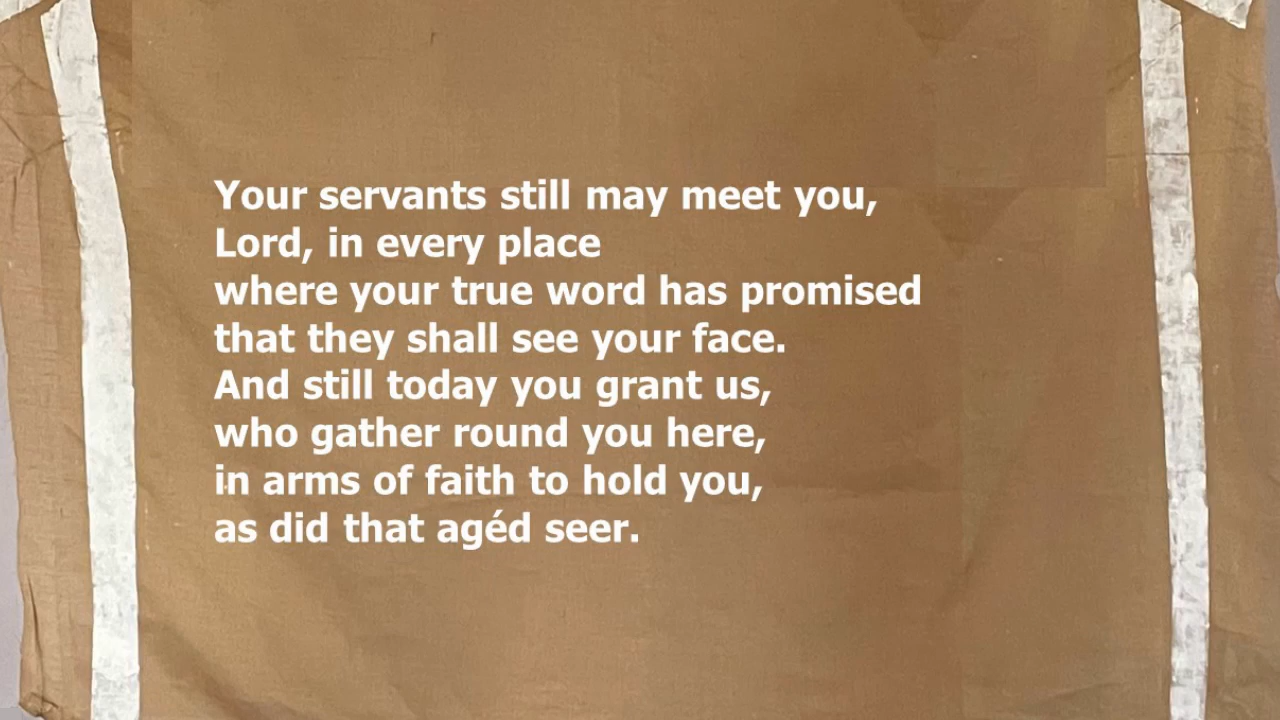 Your servants still may meet you,
Lord, in every place
where your true word has promised
that they shall see your face.
And still today you grant us,
who gather round you here,
in arms of faith to hold you,
as did that agéd seer.